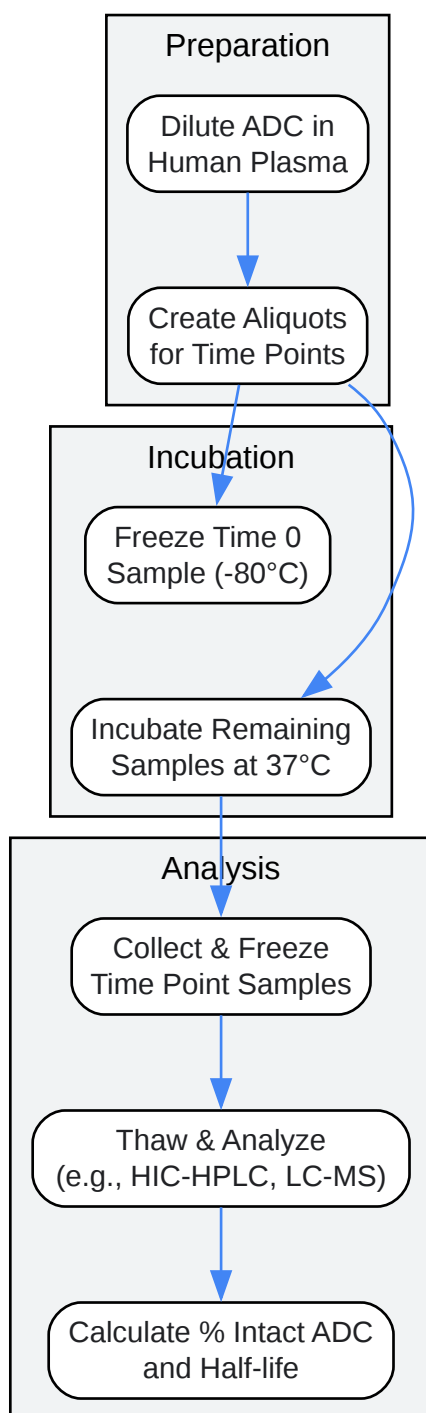 Preparation
Dilute ADC in
Human Plasma
Create Aliquots
for Time Points
Incubation
Freeze Time 0
Sample (-80°C)
Incubate Remaining
Samples at 37°C
Analysis
Collect & Freeze
Time Point Samples
Thaw & Analyze
(e.g., HIC-HPLC, LC-MS)
Calculate % Intact ADC
and Half-life